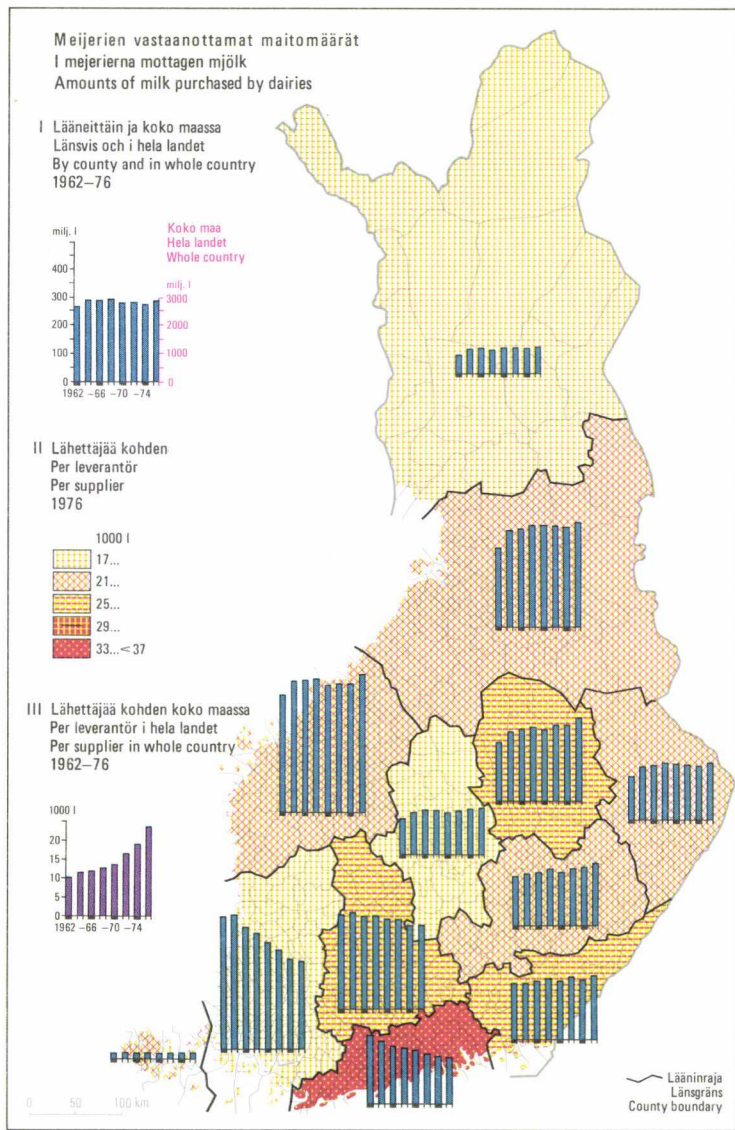 Meijerien vastaanottamat maitomäärät
I mejerierna mottagen mjölk
Amounts of milk purchased by dairies
I Lääneittäin ja koko maassa
Länsvis och i hela landet
By county and in whole country
1962–76
Koko maa
Hela landet
Whole country
milj. l
milj. l
400
300
200
100
0
3000
2000
1000
0
1962 –66 –70 –74
II Lähettäjää kohden
Per leverantör
Per supplier
1976
1000 l
17...
21...
25...
29...
33...< 37
III Lähettäjää kohden koko maassa
Per leverantör i hela landet
Per supplier in whole country
1962–76
1000 l
20
15
10
5
0
1962 –66 –70 –74
0 50 100 km
Lääninraja
Länsgräns
County boundary